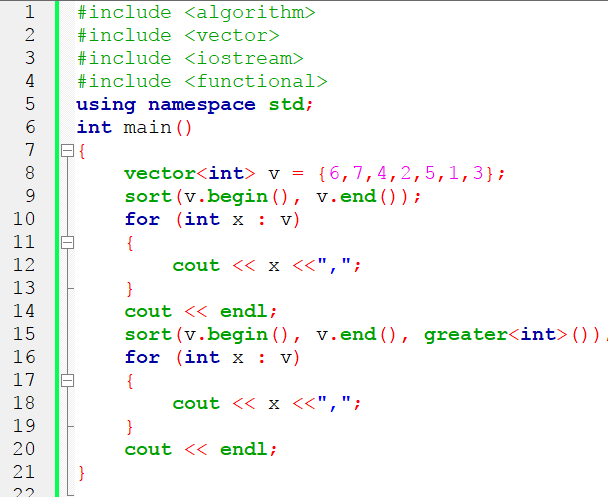 1 #include <algorithm>
2 #include <vector>
3 #include <iostream>
4 #include <functional>
5 using namespace std;
6 int main()
7 {
8 vector<int> v = {6,7,4,2,5,1,3};
9 sort(v.begin(), v.end());
10 for (int x : v)
11 {
12 cout << x <<",";
13 }
14 cout << endl;
15 sort(v.begin(), v.end(), greater<int>())
16 for (int x : v)
17 {
18 cout << x <<",";
19 }
20 cout << endl;
21 }
22